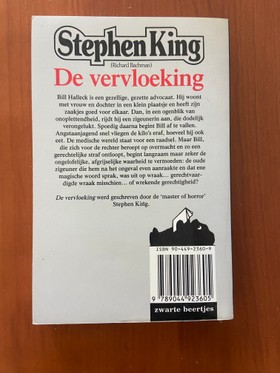 Stephen King
(Richard Bachman)
De vervloeking
Bill Halleck is een gezellige, gezette advocaat. Hij woont
met vrouw en dochter in een klein plaatsje en heeft zijn
zaakjes goed voor elkaar. Dan, in een ogenblik van
onoplettendheid, rijdt hij een zigeunerin aan, die dodelijk
verongelukt. Spoedig daarna begint Bill af te vallen.
Angstaanjagend snel vliegen de kilo's eraf, hoeveel hij ook
eet. De medische wereld staat voor een raadsel. Maar Bill,
die zich voor de rechter beroept op overmacht en zo een
gerechtelijke straf ontloopt, begint langzaam maar zeker de
ongelofelijke, afgrijselijke waarheid te vermoeden: de oude
zigeuner die hem na het ongeval even aanraakte en dat ene
magische woord sprak, was uit op wraak... gerechtvaar-
digde wraak misschien... of wrekende gerechtigheid?
De vervloeking werd geschreven door de 'master of horror'
Stephen King.
ISBN 90-449-2360-9
9 789044 923605
zwarte beertjes